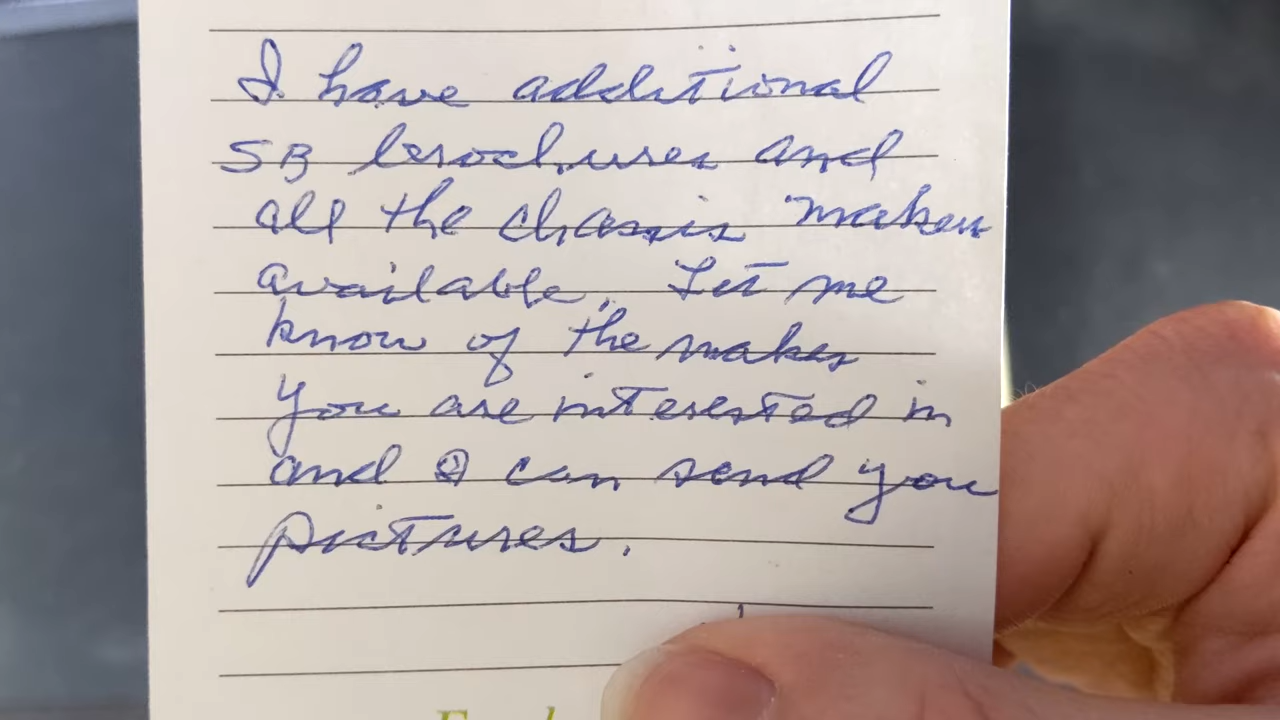 I have additional
SB brochures and
all the chassis makers
available. Let me
know of the makes
you are interested in
and I can send you
pictures.